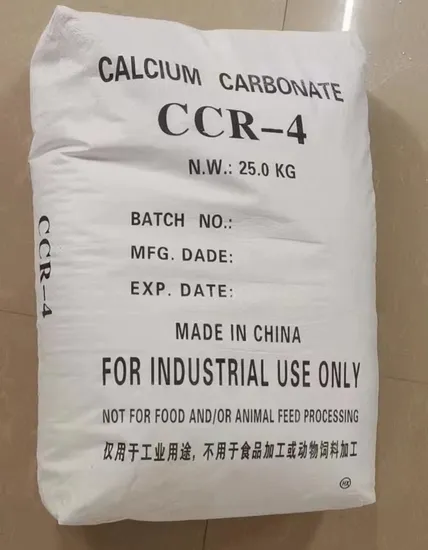 CALCIUM CARBONATE
CCR-4
N.W.: 25.0 KG
BATCH NO.:
MFG. DADE:
EXP. DATE:
MADE IN CHINA
FOR INDUSTRIAL USE ONLY
NOT FOR FOOD AND/OR ANIMAL FEED PROCESSING
仅用于工业用途，不用于食品加工或动物饲料加工
CCR-4